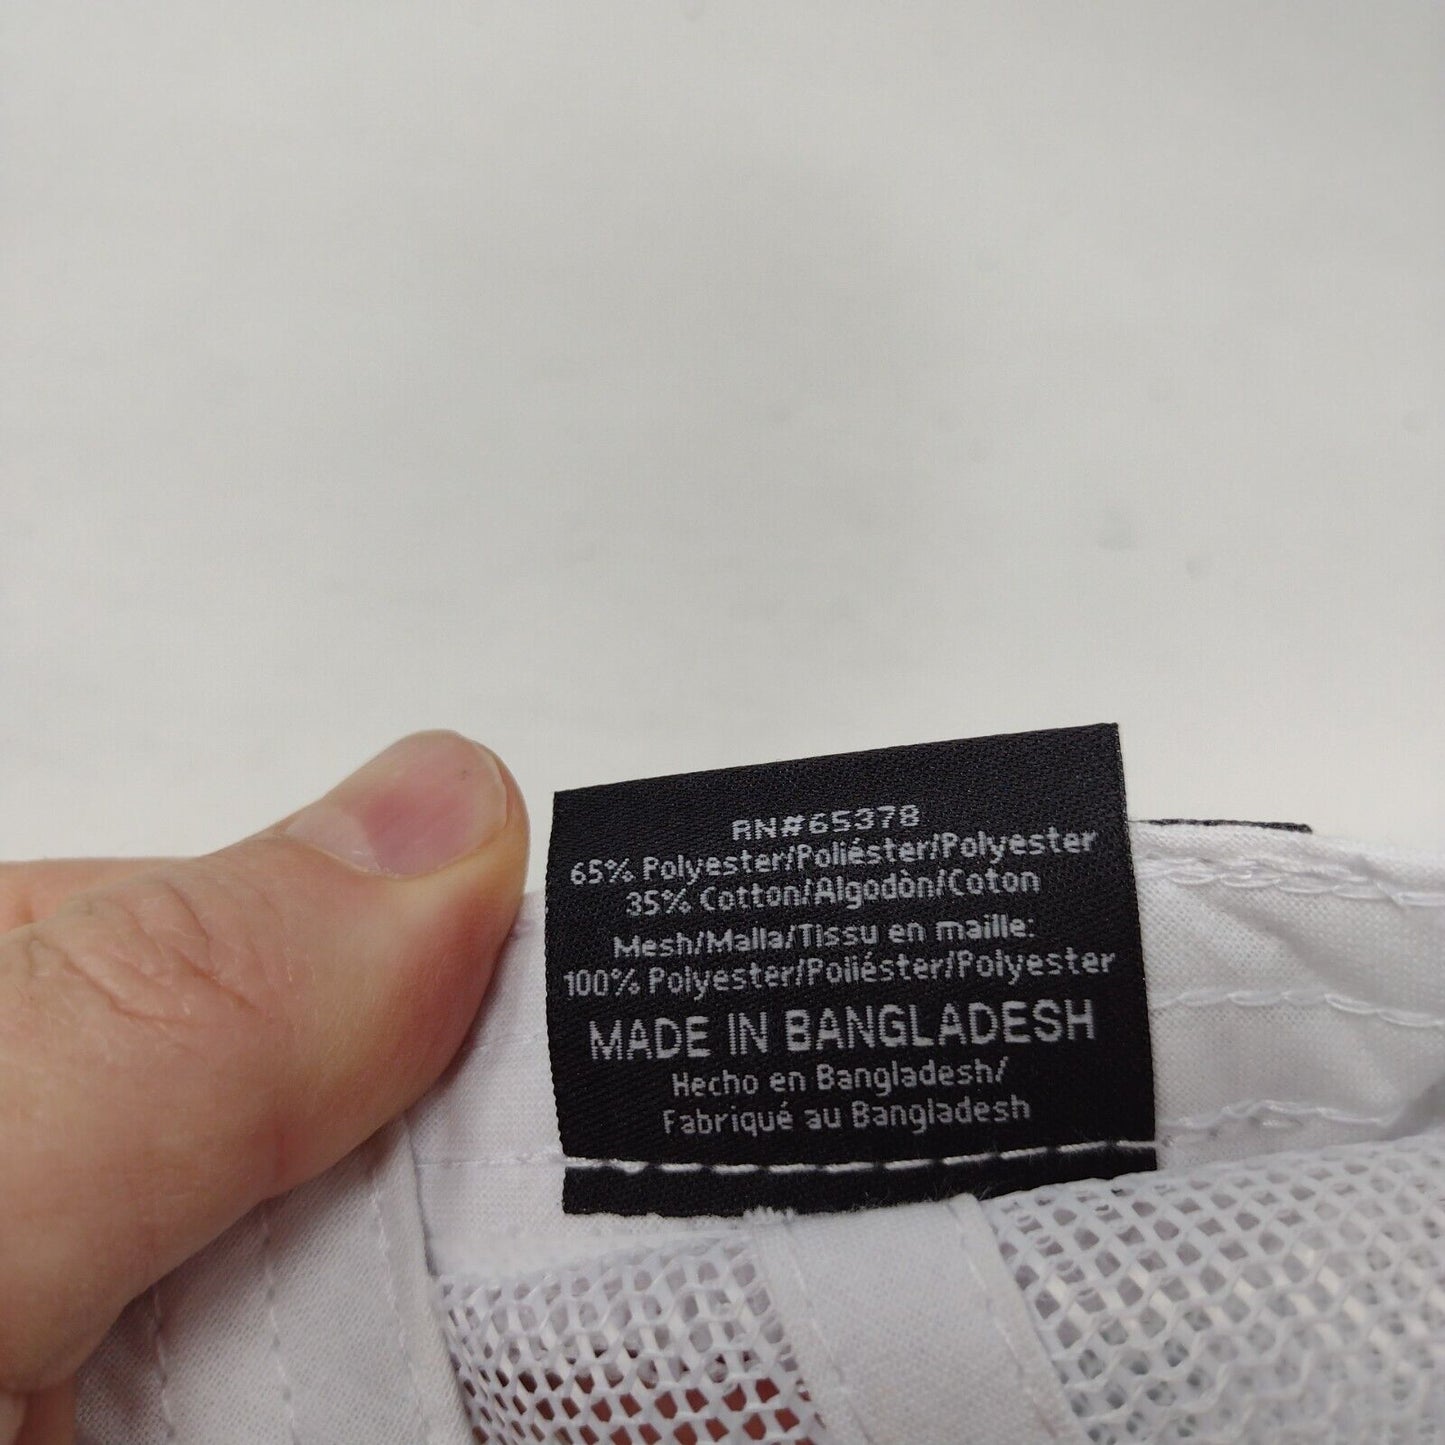 RN#65378
65% Polyester/Poliéster/Polyester
35% Cotton/Algodòn/Coton
Mesh/Malla/Tissu en maille:
100% Polyester/Poliéster/Polyester
MADE IN BANGLADESH
Hecho en Bangladesh/
Fabriqué au Bangladesh